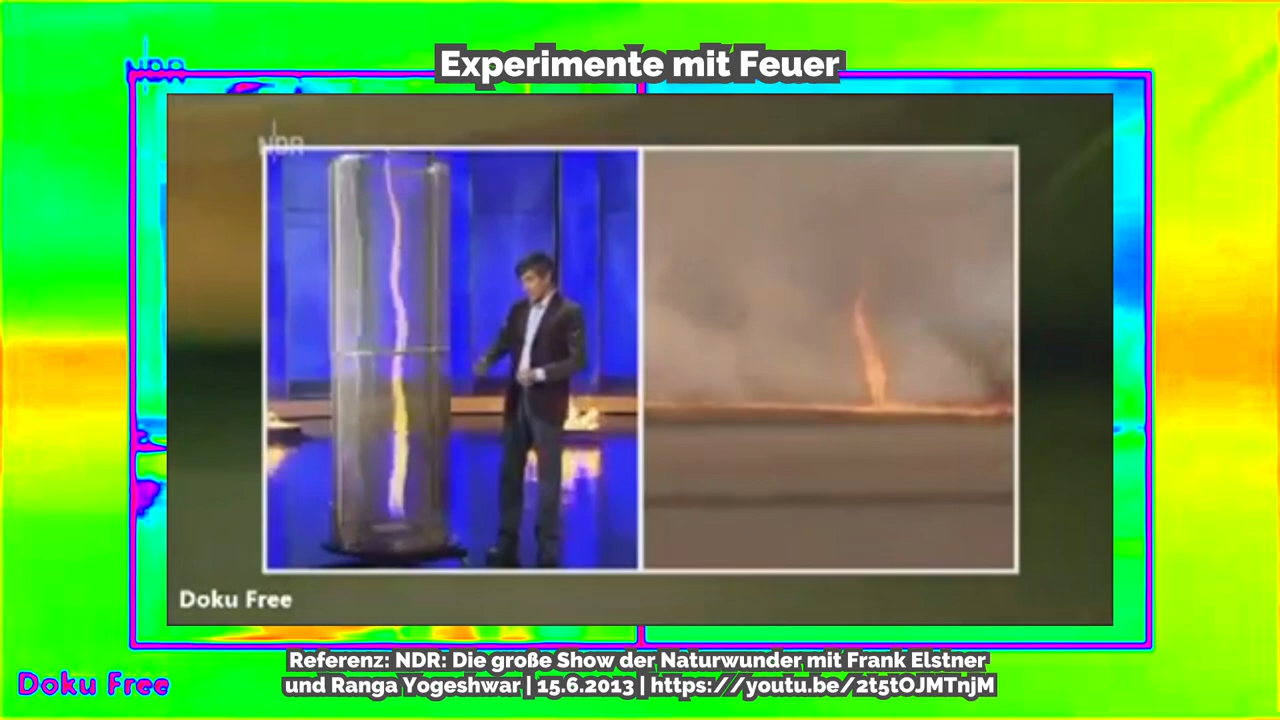 Experimente mit Feuer
NDR
NDR
Doku Free
Referenz: NDR: Die große Show der Naturwunder mit Frank Elstner
und Ranga Yogeshwar | 15.6.2013 | https://youtu.be/2t5tOJMTnjM
Doku Free